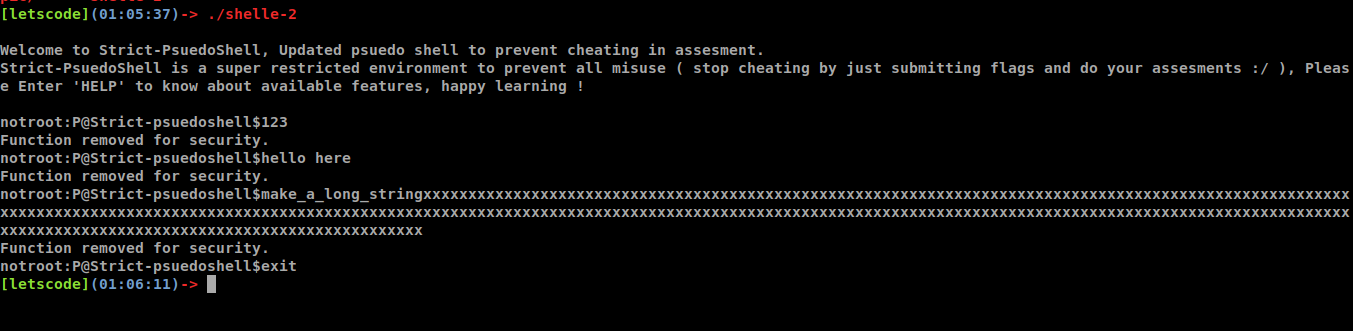 [letscode](01:05:37)-> ./shelle-2
Welcome to Strict-PsuedoShell, Updated psuedo shell to prevent cheating in assesment.
Strict-PsuedoShell is a super restricted environment to prevent all misuse ( stop cheating by just submitting flags and do your assesments :/ ), Pleas
e Enter 'HELP' to know about available features, happy learning !
notroot:P@Strict-psuedoshell$123
Function removed for security.
notroot:P@Strict-psuedoshell$hello here
Function removed for security.
notroot:P@Strict-psuedoshell$make_a_long_stringxxxxxxxxxxxxxxxxxxxxxxxxxxxxxxxxxxxxxxxxxxxxxxxxxxxxxxxxxxxxxxxxxxxxxxxxxxxxxxxxxxxxxxxxxxxxxxxxxxxxxxx
xxxxxxxxxxxxxxxxxxxxxxxxxxxxxxxxxxxxxxxxxxxxxxxxxxxxxxxxxxxxxxxxxxxxxxxxxxxxxxxxxxxxxxxxxxxxxxxxxxxxxxxxxxxxxxxxxxxxxxxxxxxxxxxxxxxxxxxxxxxxxxxxxxxxxx
xxxxxxxxxxxxxxxxxxxxxxxxxxxxxxxxxxxxxxxxxxxxxxx
Function removed for security.
notroot:P@Strict-psuedoshell$exit
[letscode](01:06:11)->